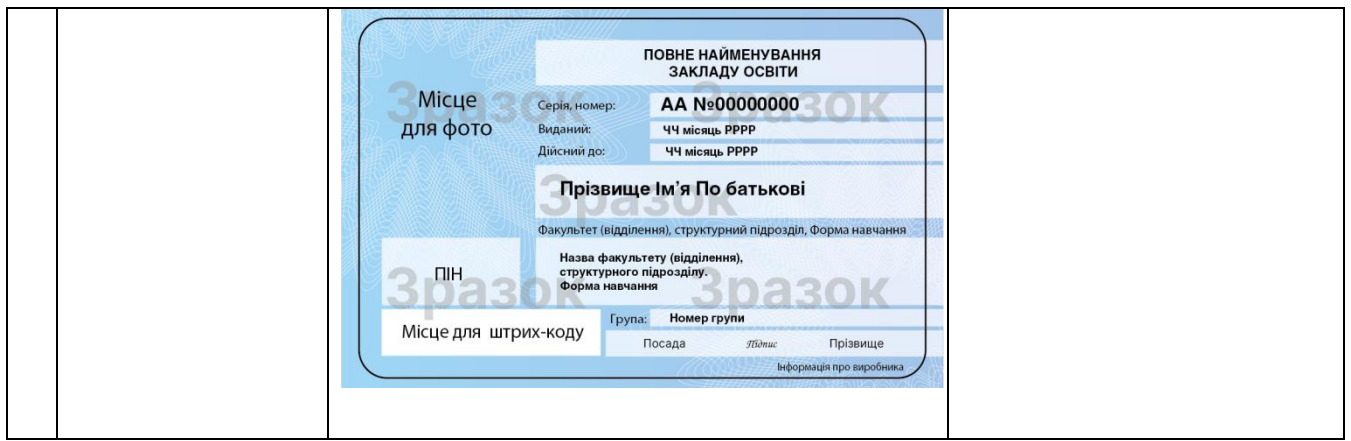 ПОВНЕ НАЙМЕНУВАННЯ
ЗАКЛАДУ ОСВІТИ
Місце
для фото
Зразок Зразок
Серія, номер: АА №00000000
Виданий: ЧЧ місяць РРРР
Дійсний до: ЧЧ місяць РРРР
Прізвище Ім’я По батькові
Зразок
Факультет (відділення), структурний підрозділ, Форма навчання
Назва факультету (відділення),
структурного підрозділу.
Форма навчання
ПІН
Зразок Зразок
Група: Номер групи
Місце для штрих-коду
Посада Підпис Прізвище
Інформація про виробника